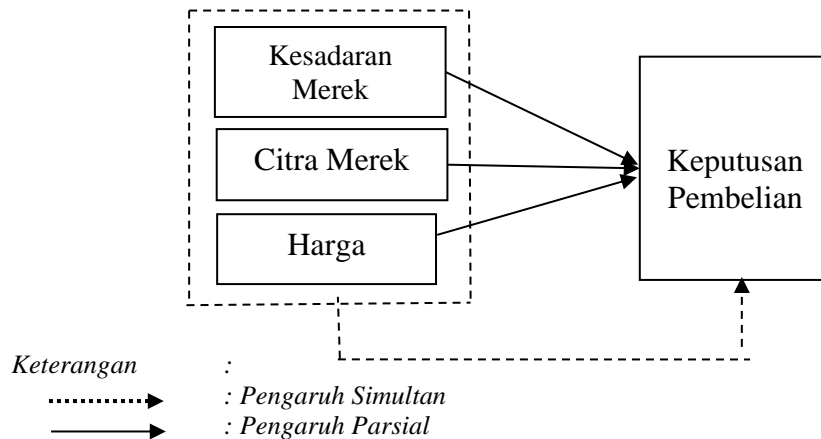 Kesadaran
Merek
Citra Merek
Harga
Keputusan
Pembelian
Keterangan :
: Pengaruh Simultan
: Pengaruh Parsial